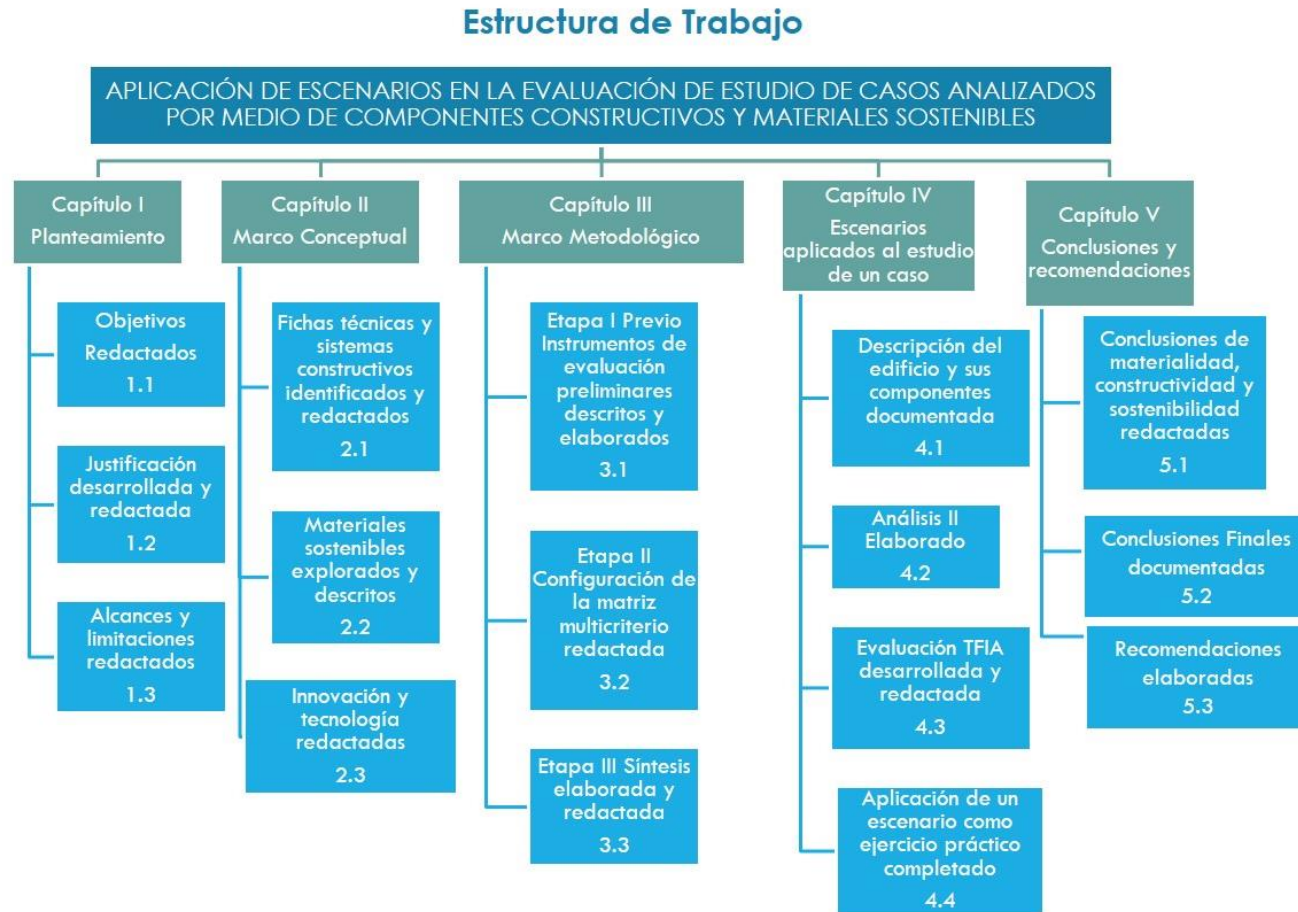 Estructura de Trabajo
APLICACIÓN DE ESCENARIOS EN LA EVALUACIÓN DE ESTUDIO DE CASOS ANALIZADOS
POR MEDIO DE COMPONENTES CONSTRUCTIVOS Y MATERIALES SOSTENIBLES
Capítulo I
Planteamiento
Objetivos
Redactados
1.1
Justificación
desarrollada y
redactada
1.2
Alcances y
limitaciones
redactados
1.3
Capítulo II
Marco Conceptual
Fichas técnicas y
sistemas
constructivos
identificados y
redactados
2.1
Materiales
sostenibles
explorados y
descritos
2.2
Innovación y
tecnología
redactadas
2.3
Capítulo III
Marco Metodológico
Etapa I Previo
Instrumentos de
evaluación
preliminares
descritos y
elaborados
3.1
Etapa II
Configuración de
la matriz
multicriterio
redactada
3.2
Etapa III Síntesis
elaborada y
redactada
3.3
Capítulo IV
Escenarios
aplicados al estudio
de un caso
Descripción del
edificio y sus
componentes
documentada
4.1
Análisis II
Elaborado
4.2
Evaluación TFIA
desarrollada y
redactada
4.3
Aplicación de un
escenario como
ejercicio práctico
completado
4.4
Capítulo V
Conclusiones y
recomendaciones
Conclusiones de
materialidad,
constructividad y
sostenibilidad
redactadas
5.1
Conclusiones Finales
documentadas
5.2
Recomendaciones
elaboradas
5.3